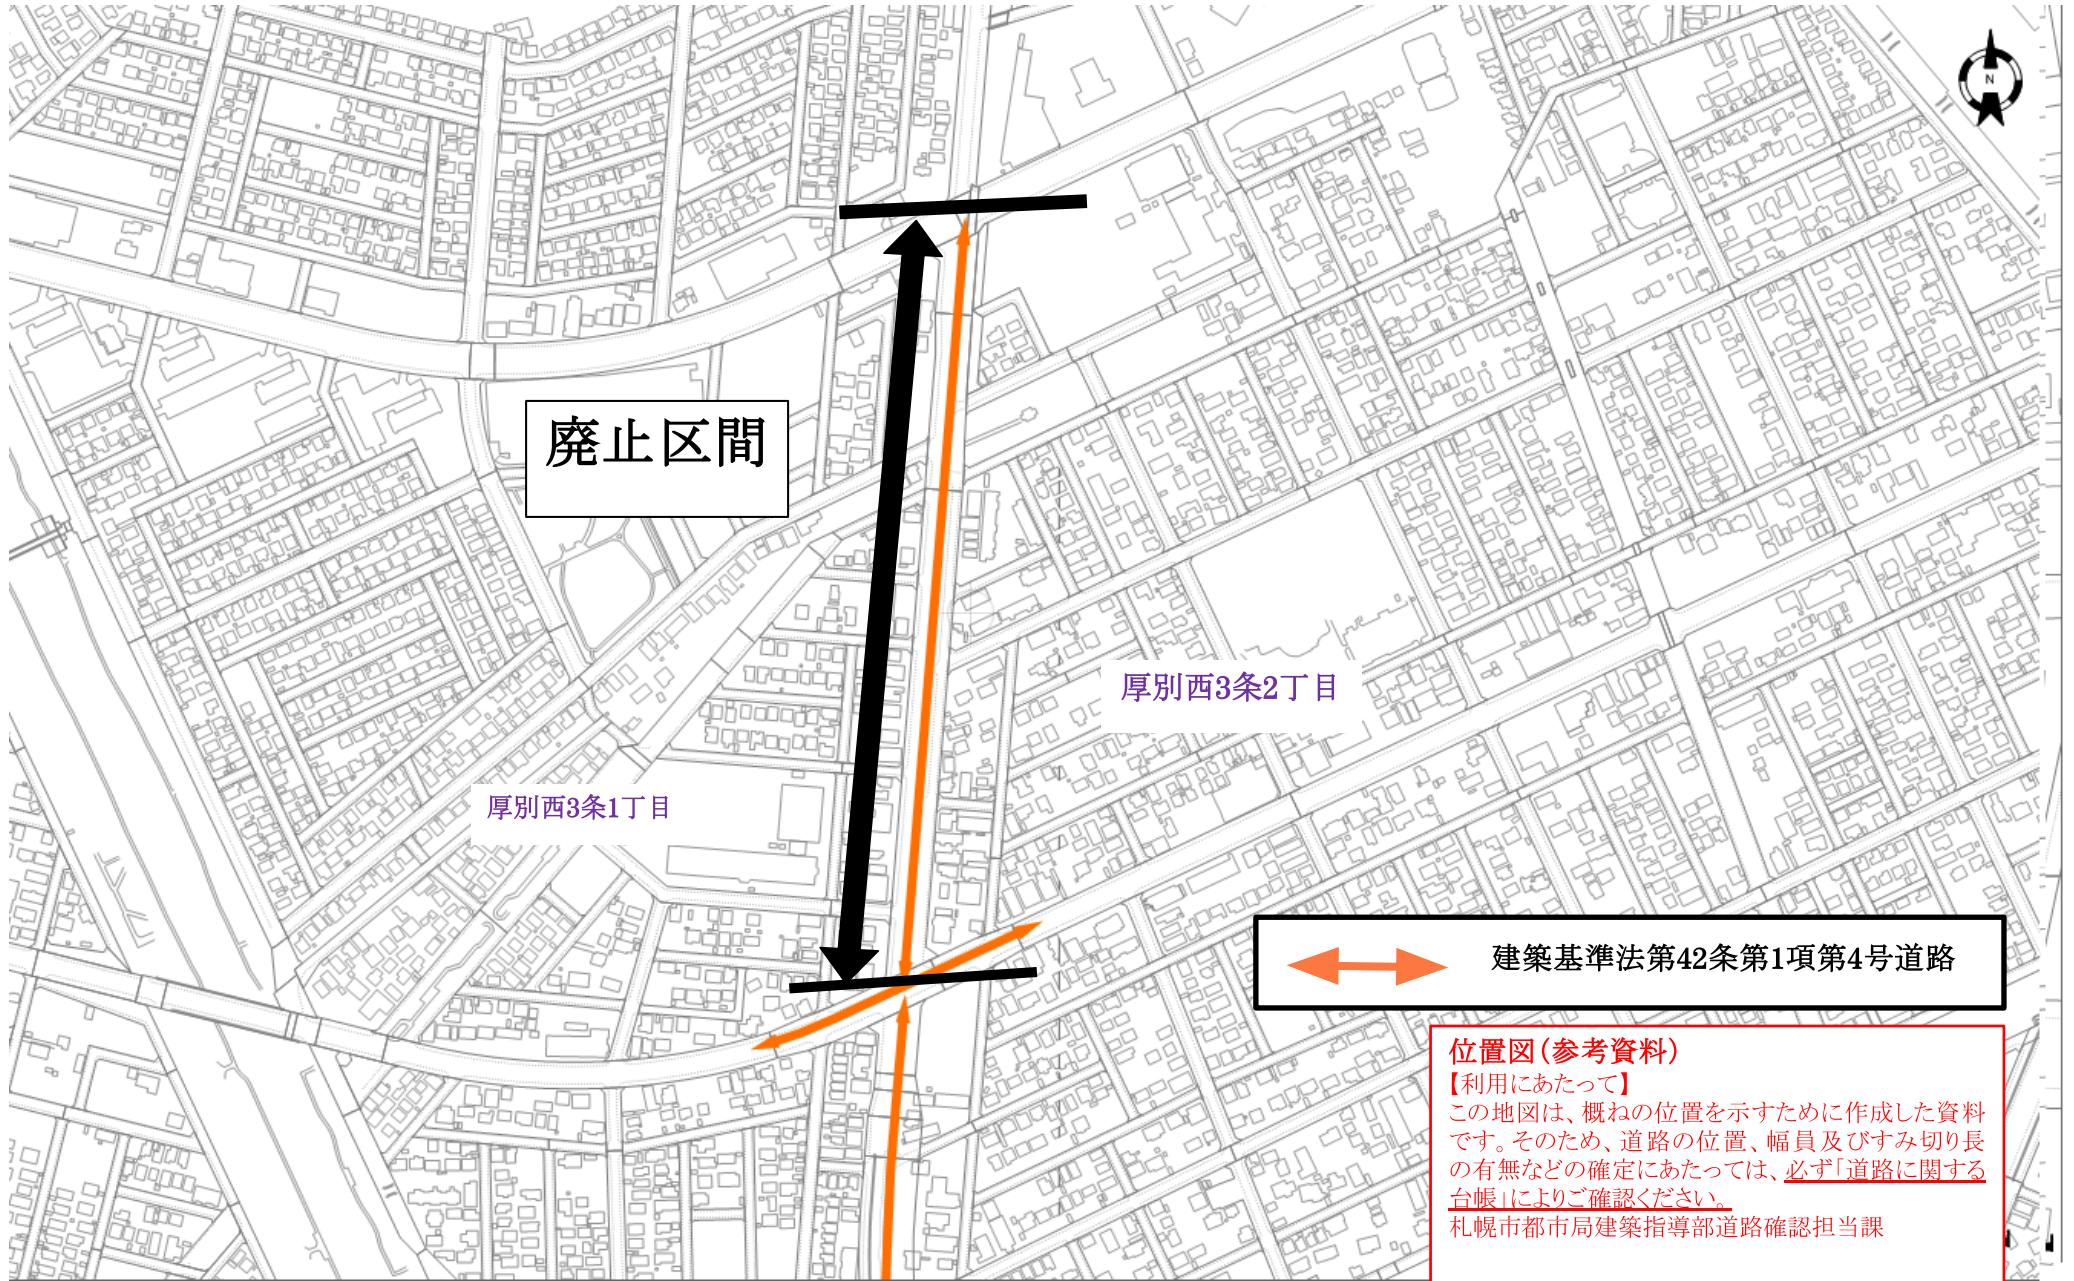 N
廃止区間
厚別西3条2丁目
厚別西3条1丁目
建築基準法第42条第1項第4号道路
位置図(参考資料)
【利用にあたって】
この地図は、概ねの位置を示すために作成した資料
です。そのため、道路の位置、幅員及びすみ切り長
の有無などの確定にあたっては、必ず「道路に関する
台帳」によりご確認ください。
札幌市都市局建築指導部道路確認担当課